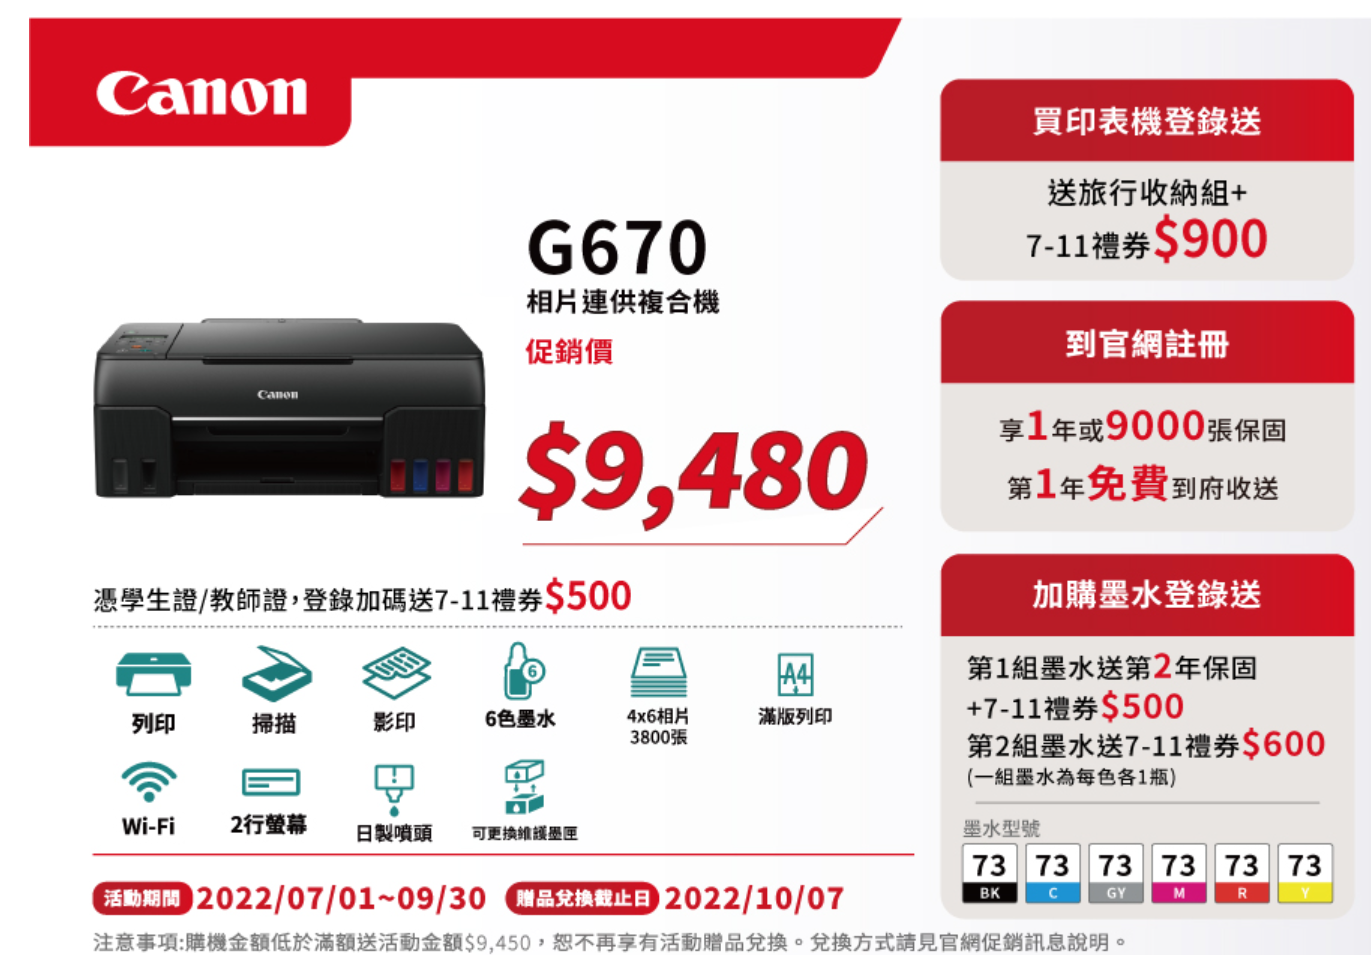 Canon
G670
相片連供複合機
促銷價
$9,480
Canon
憑學生證/教師證,登錄加碼送7-11禮券$500
列印
掃描
影印
6
6色墨水
4x6相片
3800張
A4
滿版列印
Wi-Fi
2行螢幕
日製噴頭
可更換維護墨匣
活動期間 2022/07/01~09/30 贈品兌換截止日 2022/10/07
注意事項:購機金額低於滿額送活動金額$9,450，恕不再享有活動贈品兌換。兌換方式請見官網促銷訊息說明。
買印表機登錄送
送旅行收納組+
7-11禮券$900
到官網註冊
享1年或9000張保固
第1年免費到府收送
加購墨水登錄送
第1組墨水送第2年保固
+7-11禮券$500
第2組墨水送7-11禮券$600
(一組墨水為每色各1瓶)
墨水型號
73 73 73 73 73 73
BK C GY M R Y